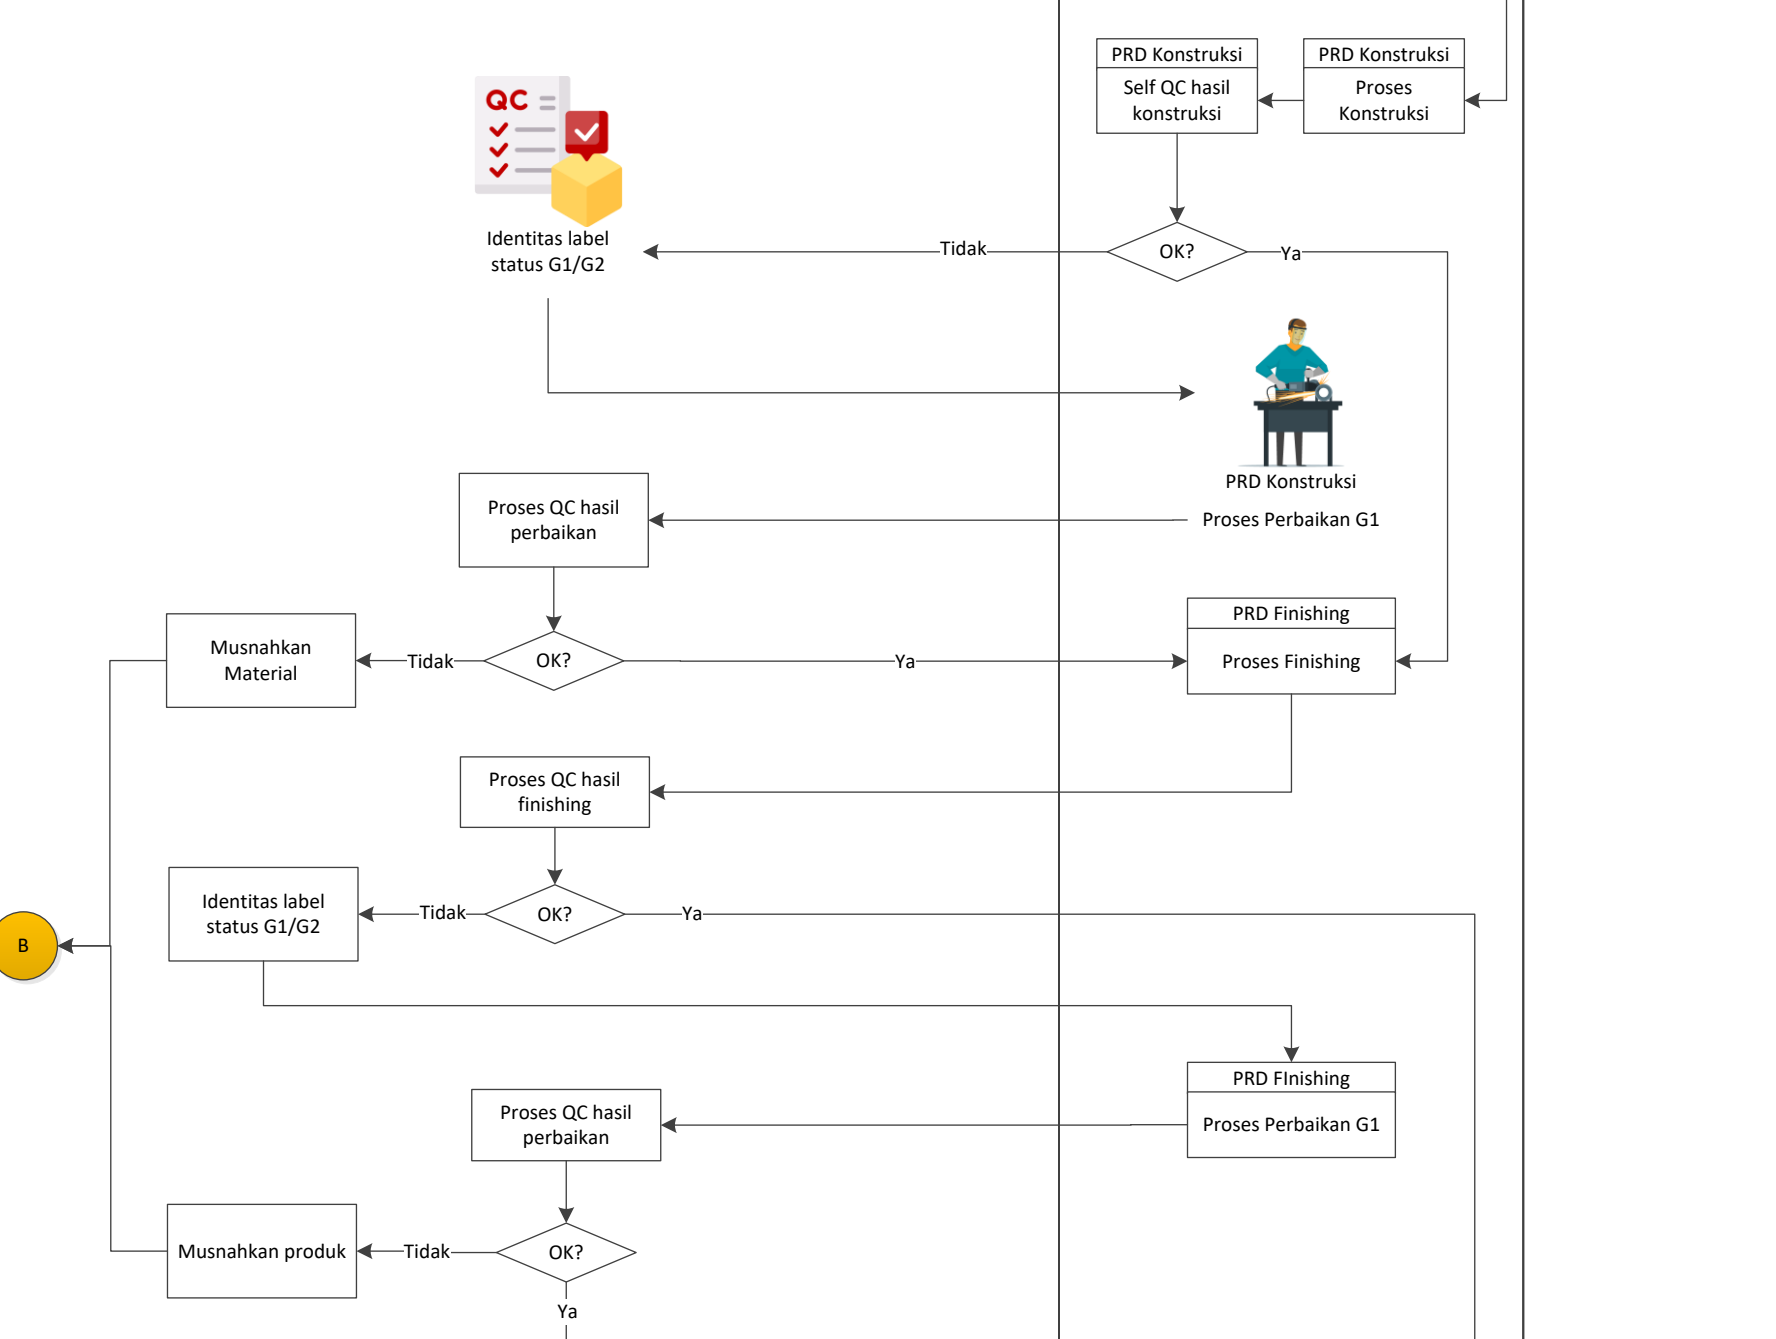 PRD Konstruksi
Self QC hasil
konstruksi
PRD Konstruksi
Proses
Konstruksi
QC
Identitas label
status G1/G2
Tidak
OK?
Ya
PRD Konstruksi
Proses Perbaikan G1
Proses QC hasil
perbaikan
Musnahkan
Material
Tidak
OK?
Ya
PRD Finishing
Proses Finishing
Proses QC hasil
finishing
Identitas label
status G1/G2
Tidak
OK?
Ya
B
PRD FInishing
Proses Perbaikan G1
Proses QC hasil
perbaikan
Musnahkan produk
Tidak
OK?
Ya